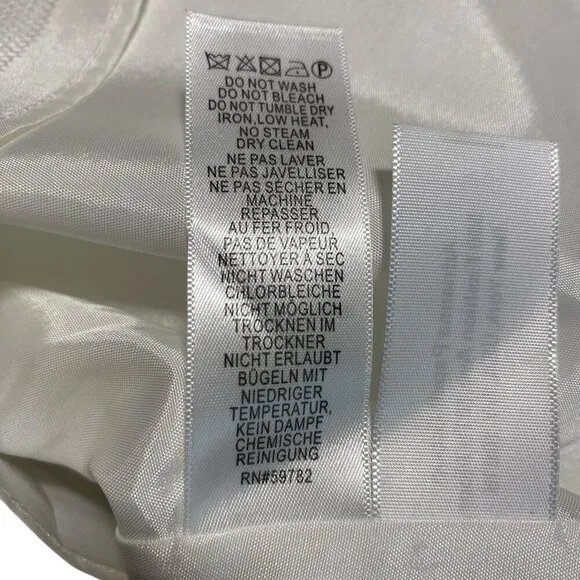 DO NOT WASH
DO NOT BLEACH
DO NOT TUMBLE DRY
IRON, LOW HEAT,
NO STEAM
DRY CLEAN
NE PAS LAVER
NE PAS JAVELLISER
NE PAS SÉCHER EN
MACHINE
REPASSER
AU FER FROID,
PAS DE VAPEUR
NETTOYER À SEC
NICHT WASCHEN
CHLORBLEICHE
NICHT MÖGLICH
TROCKNEN IM
TROCKNER
NICHT ERLAUBT
BÜGELN MIT
NIEDRIGER
TEMPERATUR,
KEIN DAMPF
CHEMISCHE
REINIGUNG
RN#59782